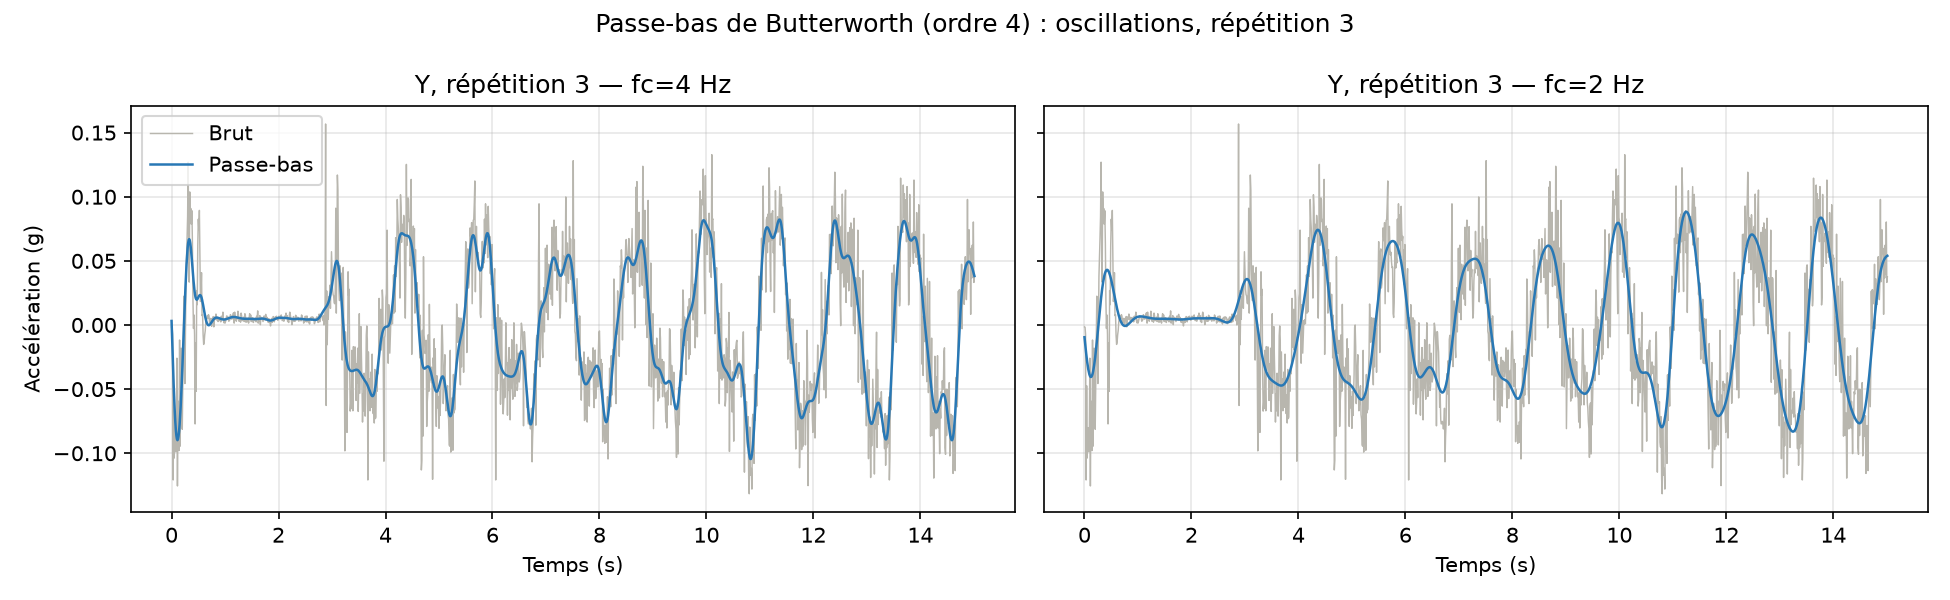 Passe-bas de Butterworth (ordre 4) : oscillations, répétition 3
Y, répétition 3 — fc=4 Hz
Brut
Passe-bas
0.15
0.10
0.05
0.00
−0.05
−0.10
Accélération (g)
0 2 4 6 8 10 12 14
Temps (s)
Y, répétition 3 — fc=2 Hz
0 2 4 6 8 10 12 14
Temps (s)